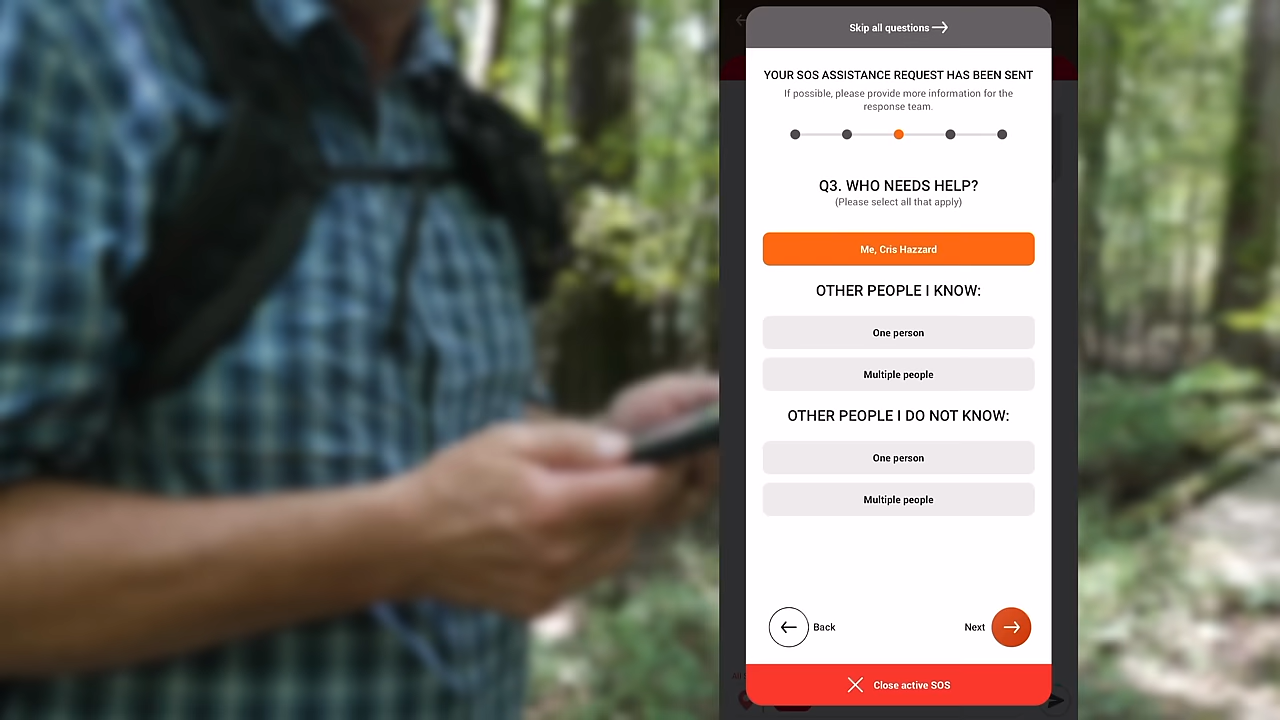 Skip all questions
YOUR SOS ASSISTANCE REQUEST HAS BEEN SENT
If possible, please provide more information for the
response team.
Q3. WHO NEEDS HELP?
(Please select all that apply)
Me, Cris Hazzard
OTHER PEOPLE I KNOW:
One person
Multiple people
OTHER PEOPLE I DO NOT KNOW:
One person
Multiple people
Back
Next
Close active SOS